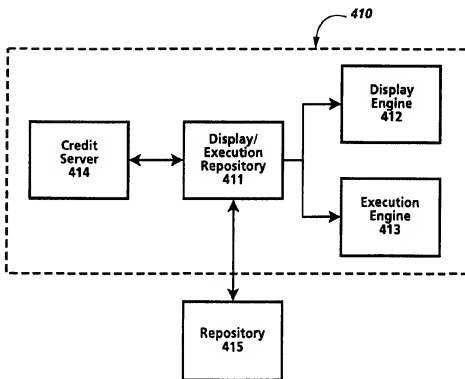 410
Display
Engine
412
Credit
Server
414
Display/
Execution
Repository
411
Execution
Engine
413
Repository
415